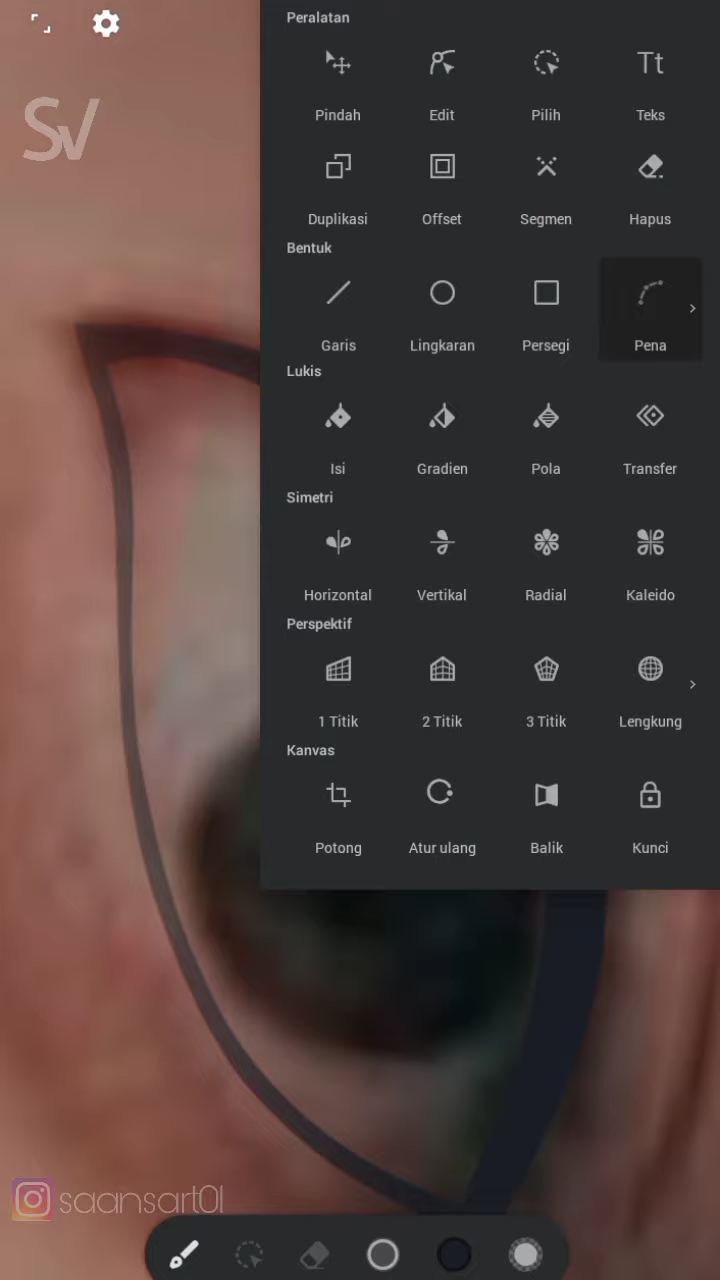 Peralatan
Pindah Edit Pilih Teks
Duplikasi Offset Segmen Hapus
Bentuk
Garis Lingkaran Persegi Pena
Lukis
Isi Gradien Pola Transfer
Simetri
Horizontal Vertikal Radial Kaleido
Perspektif
1 Titik 2 Titik 3 Titik Lengkung
Kanvas
Potong Atur ulang Balik Kunci
SV
Tt
saansart01